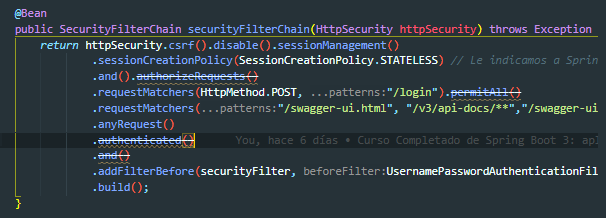 @Bean
public SecurityFilterChain securityFilterChain(HttpSecurity httpSecurity) throws Exception
return httpSecurity.csrf().disable().sessionManagement()
.sessionCreationPolicy(SessionCreationPolicy.STATELESS) // Le indicamos a Sprin
.and().authorizeRequests()
.requestMatchers(HttpMethod.POST, ...patterns:"/login").permitAll()
.requestMatchers(...patterns:"/swagger-ui.html", "/v3/api-docs/**","/swagger-ui
.anyRequest()
.authenticated() You, hace 6 días • Curso Completado de Spring Boot 3: api
.and()
.addFilterBefore(securityFilter, beforeFilter:UsernamePasswordAuthenticationFil
.build();
}